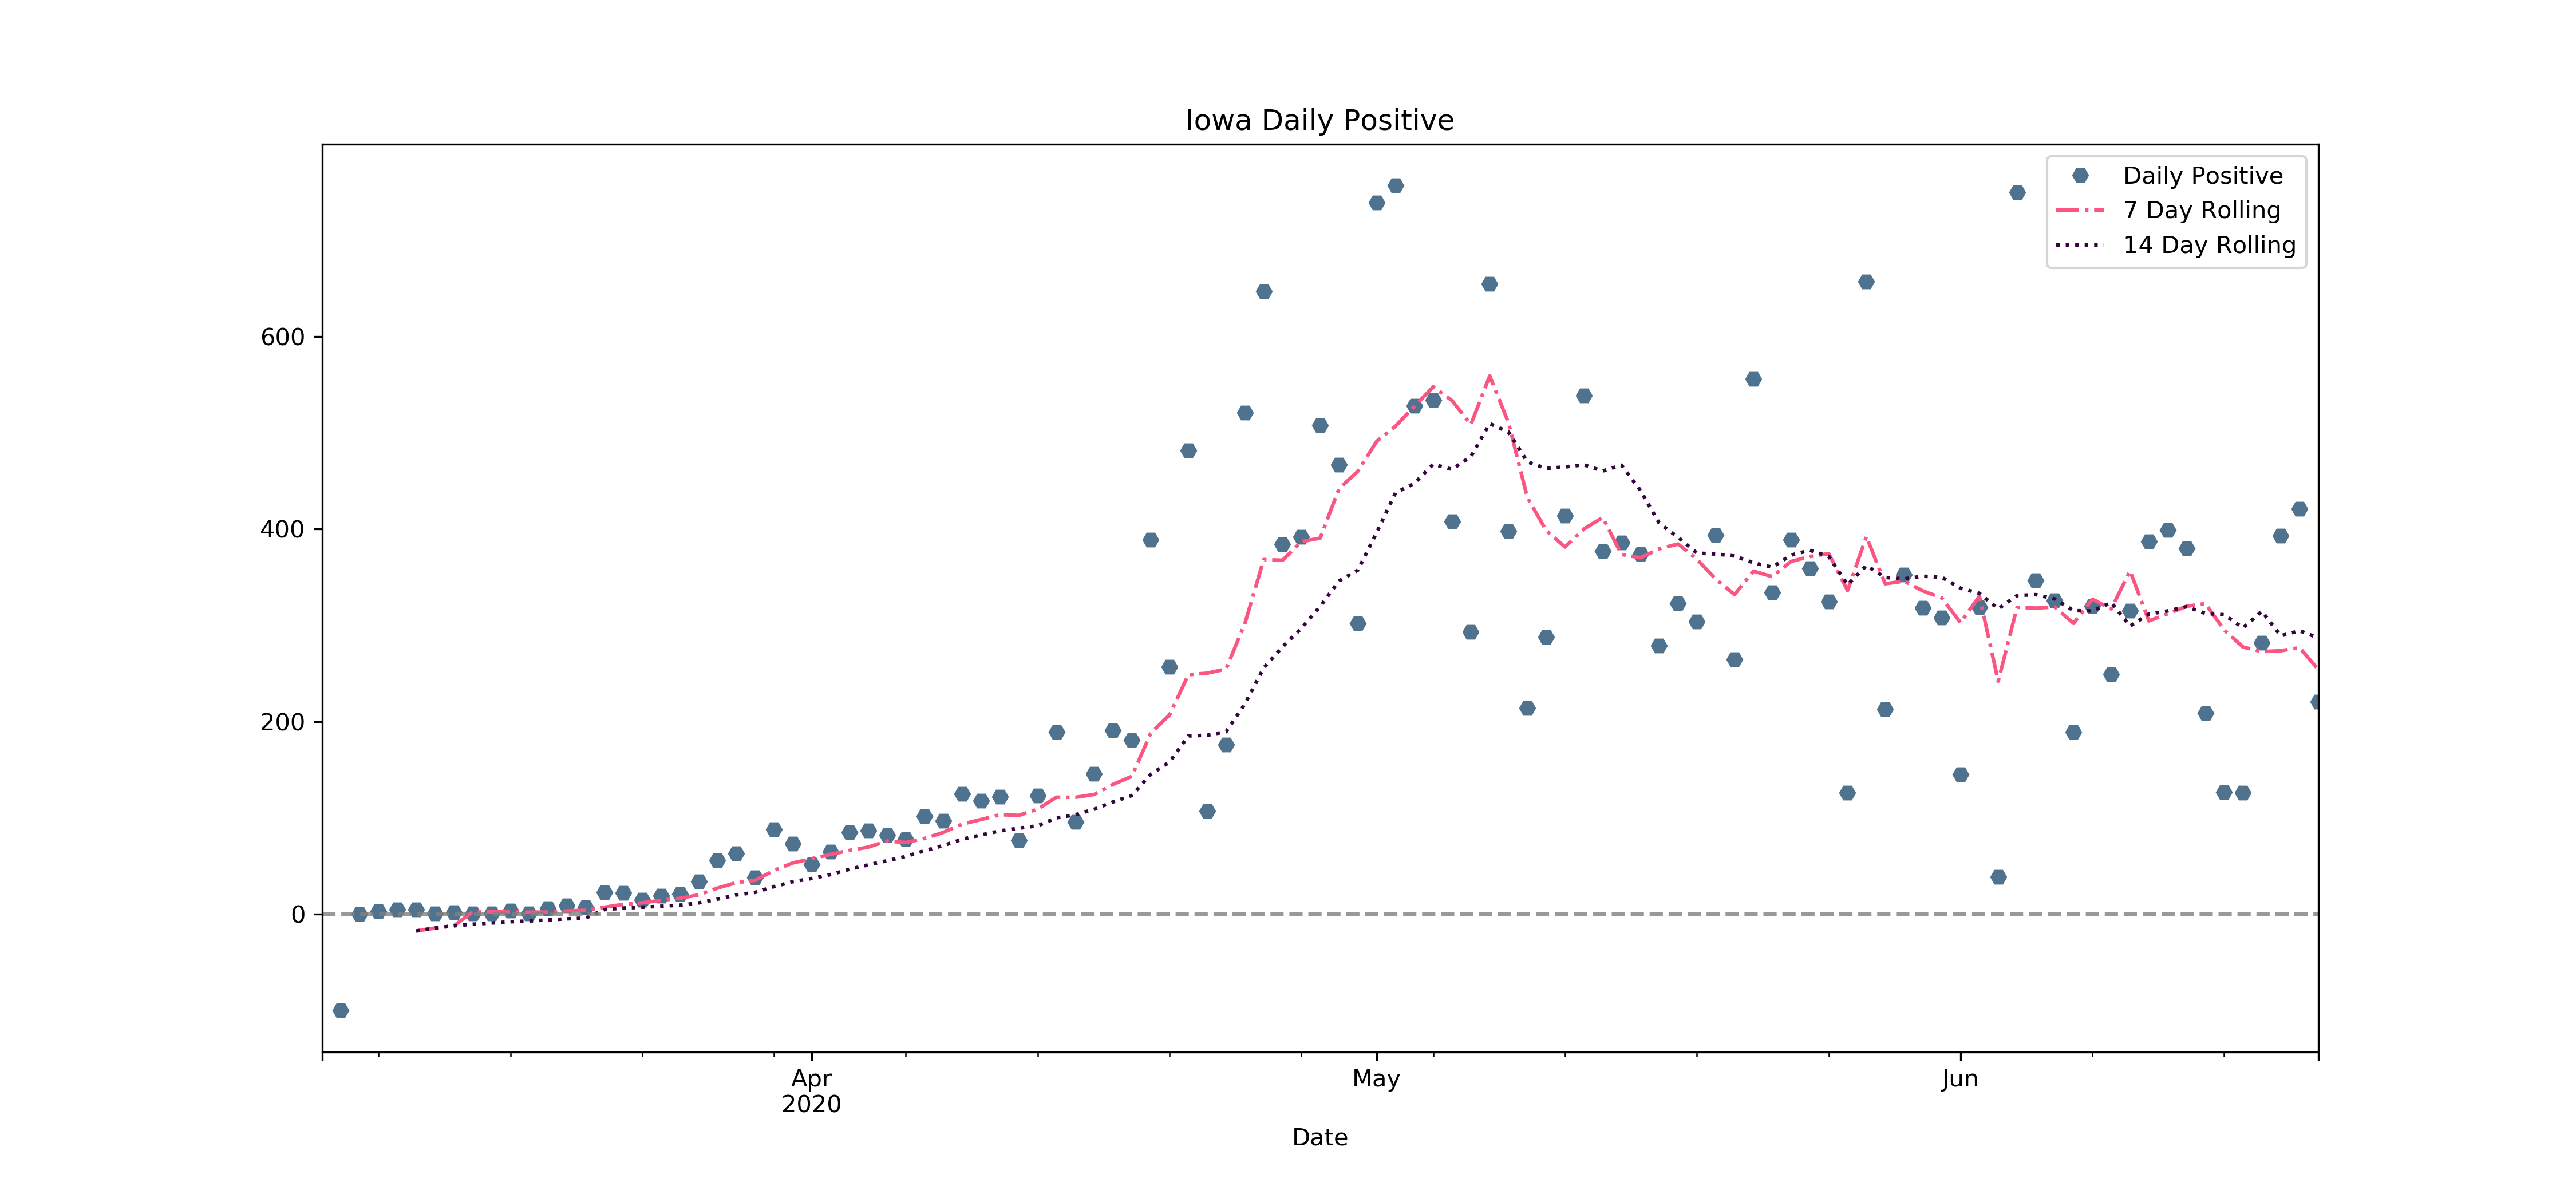 Iowa Daily Positive
Daily Positive
7 Day Rolling
14 Day Rolling
600
400
200
0
Apr
2020
May
Jun
Date